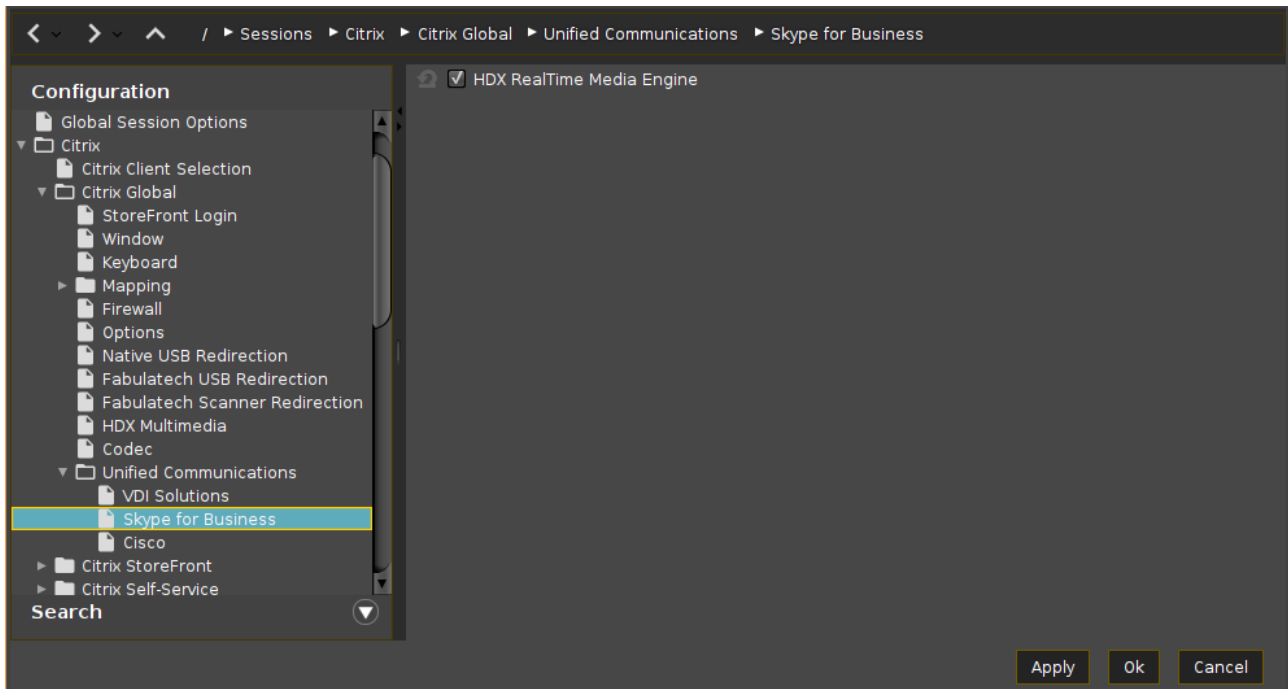 / Sessions Citrix Citrix Global Unified Communications Skype for Business
Configuration
Global Session Options
Citrix
Citrix Client Selection
Citrix Global
StoreFront Login
Window
Keyboard
Mapping
Firewall
Options
Native USB Redirection
Fabulatech USB Redirection
Fabulatech Scanner Redirection
HDX Multimedia
Codec
Unified Communications
VDI Solutions
Skype for Business
Cisco
Citrix StoreFront
Citrix Self-Service
Search
HDX RealTime Media Engine
Apply Ok Cancel